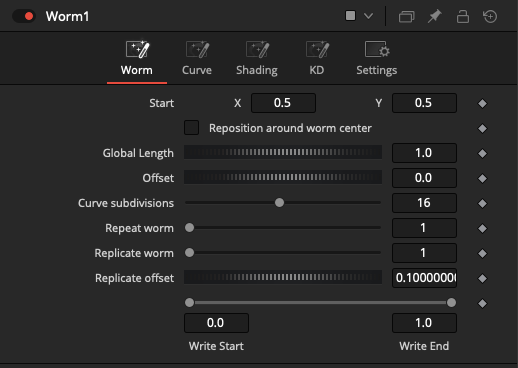 Worm1
Worm Curve Shading KD Settings
Start X 0.5 Y 0.5
Reposition around worm center
Global Length 1.0
Offset 0.0
Curve subdivisions 16
Repeat worm 1
Replicate worm 1
Replicate offset 0.1000000
0.0 1.0
Write Start Write End